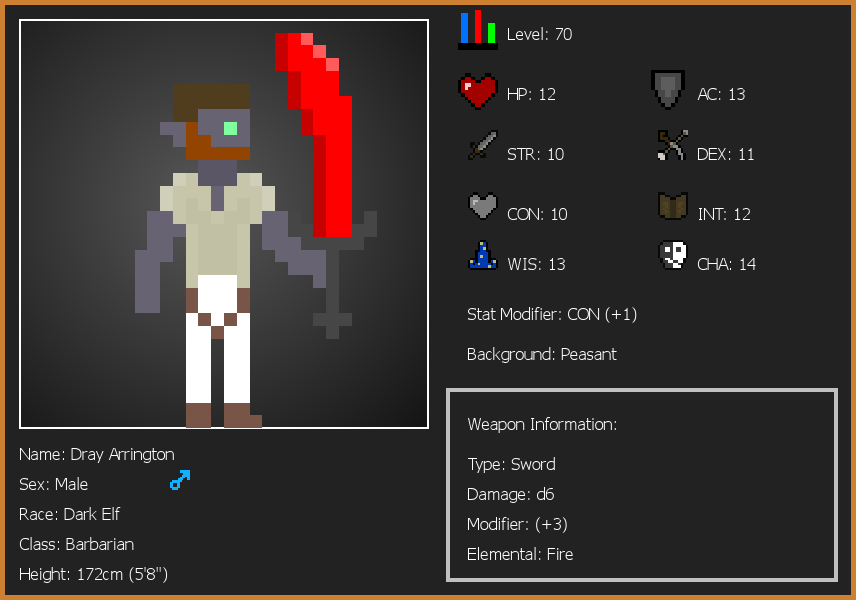 Level: 70
HP: 12
AC: 13
STR: 10
DEX: 11
CON: 10
INT: 12
WIS: 13
CHA: 14
Stat Modifier: CON (+1)
Background: Peasant
Weapon Information:
Type: Sword
Damage: d6
Modifier: (+3)
Elemental: Fire
Name: Dray Arrington
Sex: Male
Race: Dark Elf
Class: Barbarian
Height: 172cm (5'8")